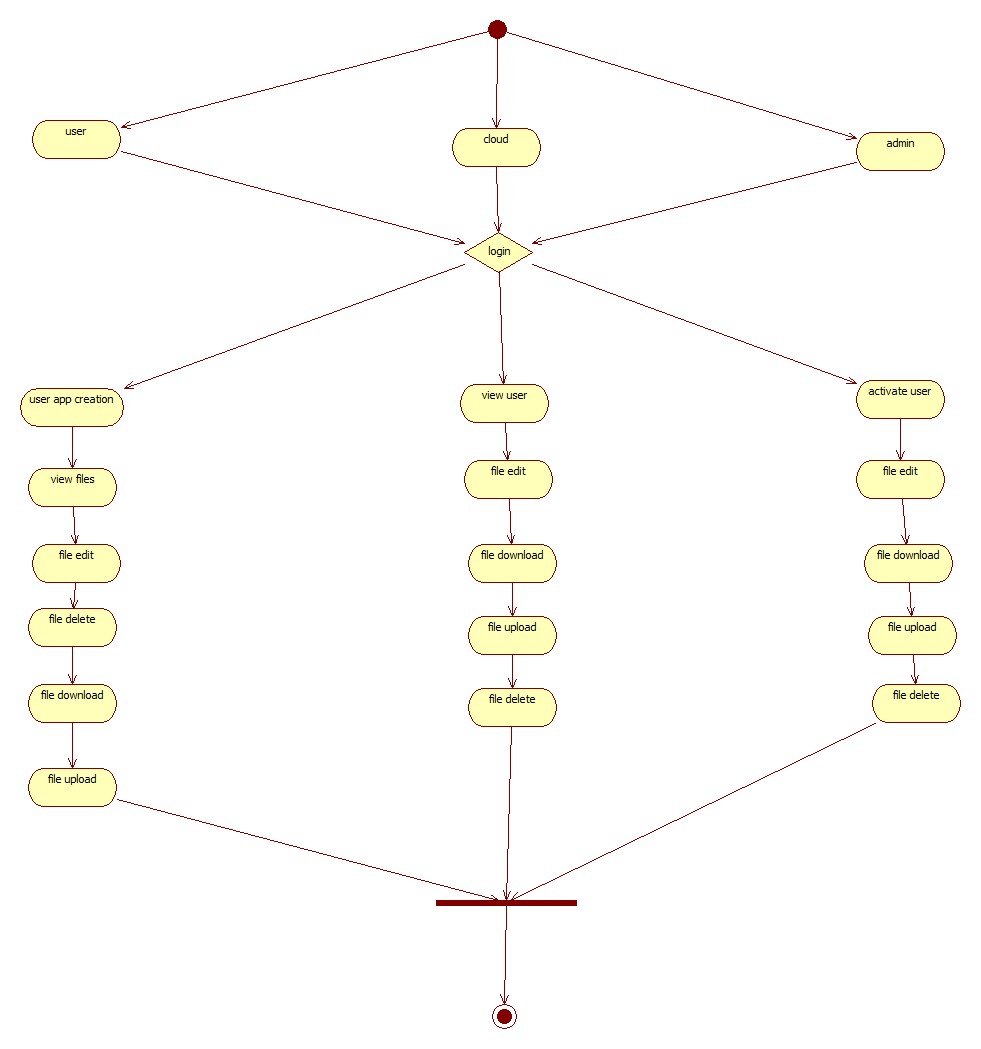 user
cloud
admin
login
user app creation
view files
file edit
file delete
file download
file upload
view user
file edit
file download
file upload
file delete
activate user
file edit
file download
file upload
file delete